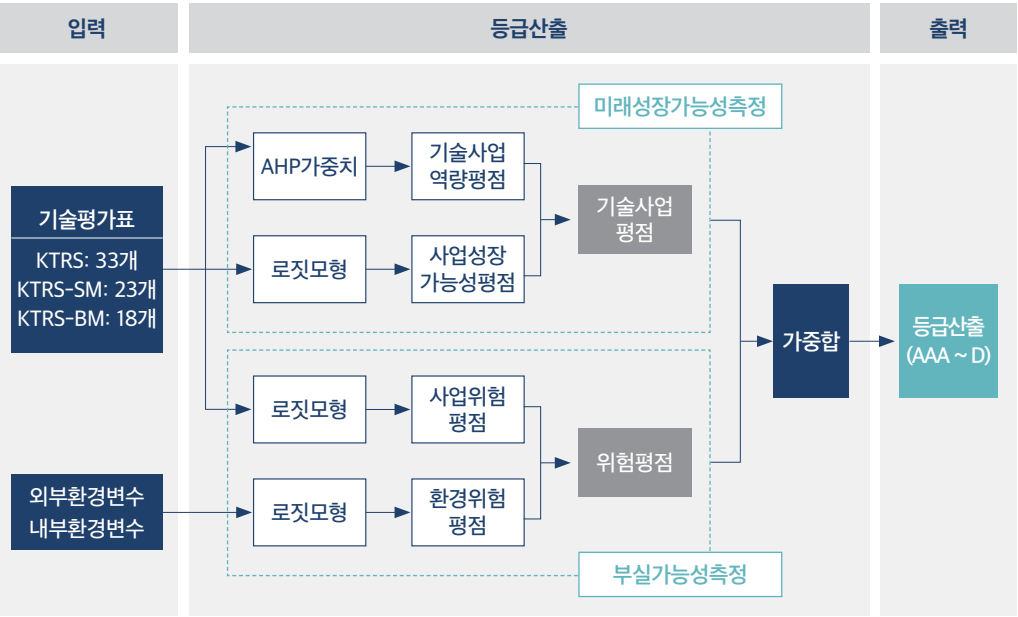 입력
등급산출
출력
미래성장가능성측정
AHP가중치
기술사업
역량평점
기술평가표
KTRS: 33개
KTRS-SM: 23개
KTRS-BM: 18개
기술사업
평점
로짓모형
사업성장
가능성평점
가중합
등급산출
(AAA ~ D)
로짓모형
사업위험
평점
위험평점
외부환경변수
내부환경변수
로짓모형
환경위험
평점
부실가능성측정